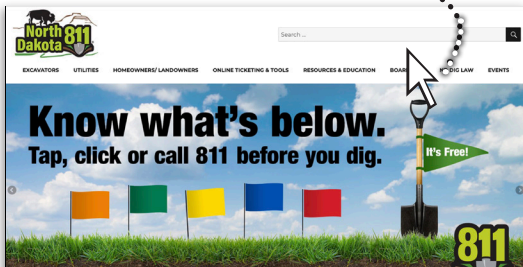 North
Dakota 811
Search ...
EXCAVATORS UTILITIES HOMEOWNERS/ LANDOWNERS ONLINE TICKETING & TOOLS RESOURCES & EDUCATION DIG LAW EVENTS
Know what's below.
Tap, click or call 811 before you dig.
It's Free!
811